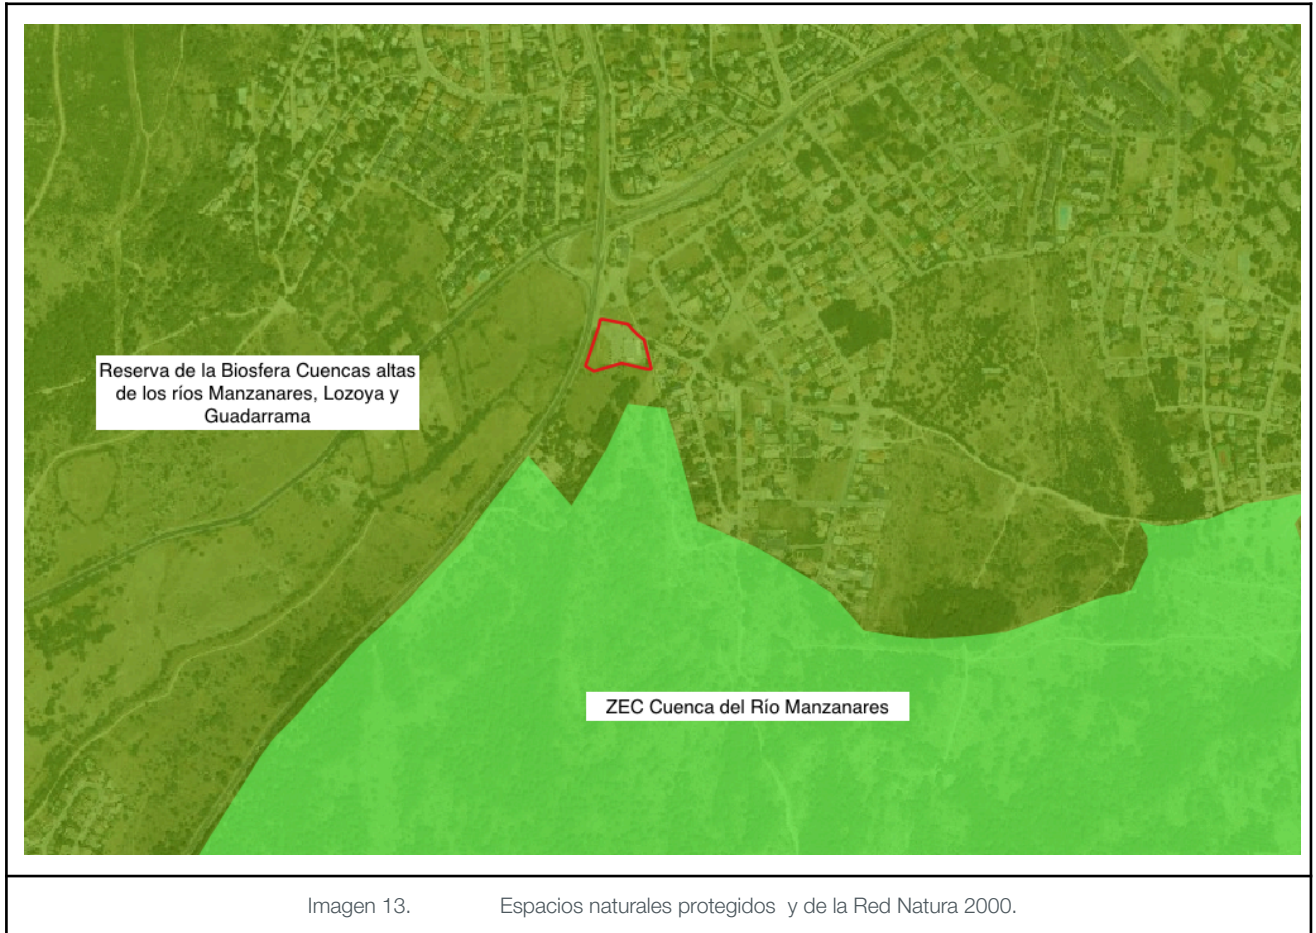 Reserva de la Biosfera Cuencas altas
de los ríos Manzanares, Lozoya y
Guadarrama
ZEC Cuenca del Río Manzanares
Imagen 13. Espacios naturales protegidos y de la Red Natura 2000.